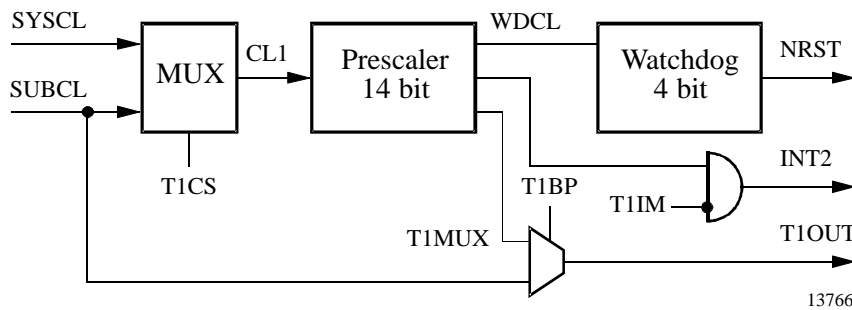 SYSCL
SUBCL
MUX
T1CS
CL1
Prescaler
14 bit
WDCL
Watchdog
4 bit
NRST
T1BP
T1IM
INT2
T1MUX
T1OUT
13766